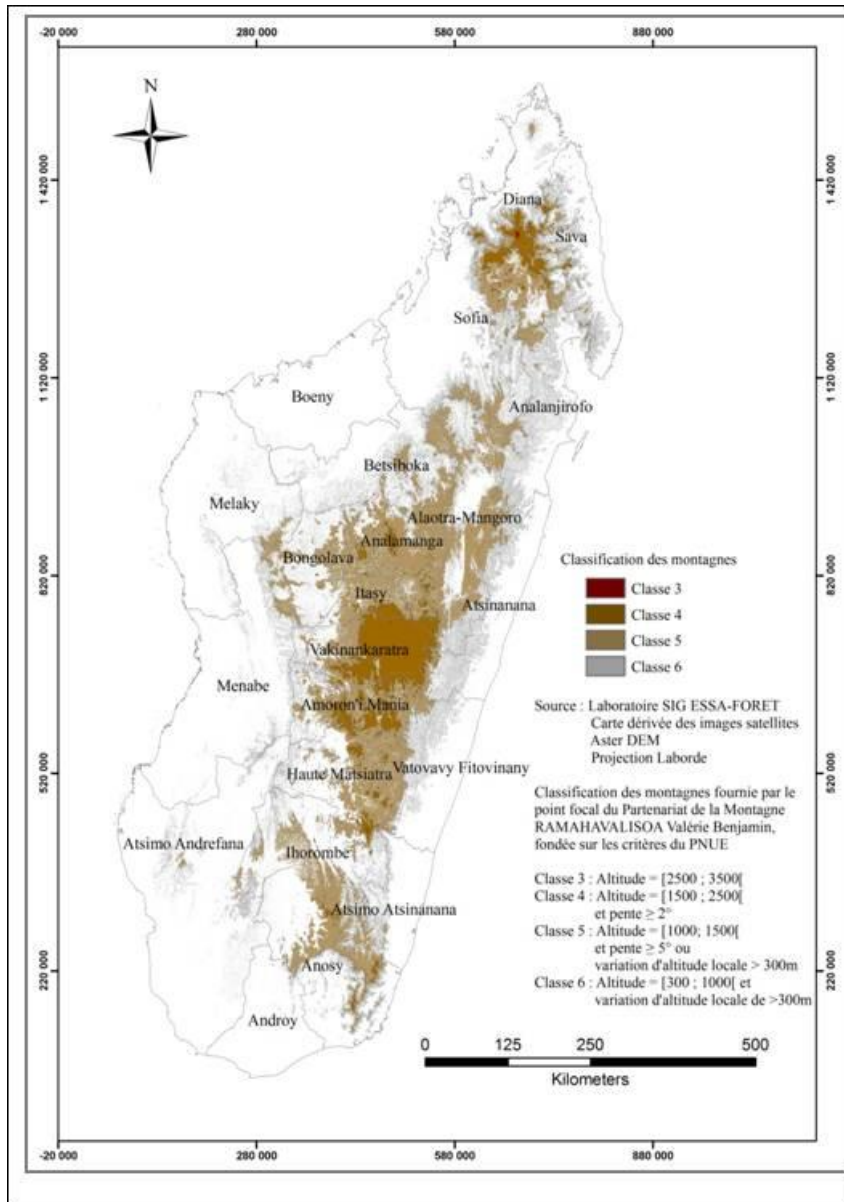 -20 000 280 000 580 000 880 000
N
1 420 000 1 420 000
Diana
Sava
Sofia
1 120 000 1 120 000
Boeny
Analanjirofo
Betsiboka
Melaky
Alaotra-Mangoro
Analamanga
Bongolava
820 000 820 000
Itasy
Atsinanana
Vakinankaratra
Menabe
Amoron'i Mania
Haute Matsiatra
Vatovavy Fitovinany
520 000 520 000
Atsimo Andrefana
Ihorombe
Atsimo Atsinanana
Anosy
220 000 220 000
Androy
Classification des montagnes
Classe 3
Classe 4
Classe 5
Classe 6
Source : Laboratoire SIG ESSA-FORET
Carte dérivée des images satellites
Aster DEM
Projection Laborde
Classification des montagnes fournie par le
point focal du Partenariat de la Montagne
RAMAHAVALISOA Valérie Benjamin,
fondée sur les critères du PNUE
Classe 3 : Altitude = [2500 ; 3500[
Classe 4 : Altitude = [1500 ; 2500[
et pente ≥ 2°
Classe 5 : Altitude = [1000; 1500[
et pente ≥ 5° ou
variation d'altitude locale > 300m
Classe 6 : Altitude = [300 ; 1000[ et
variation d'altitude locale de >300m
0 125 250 500
Kilometers
-20 000 280 000 580 000 880 000